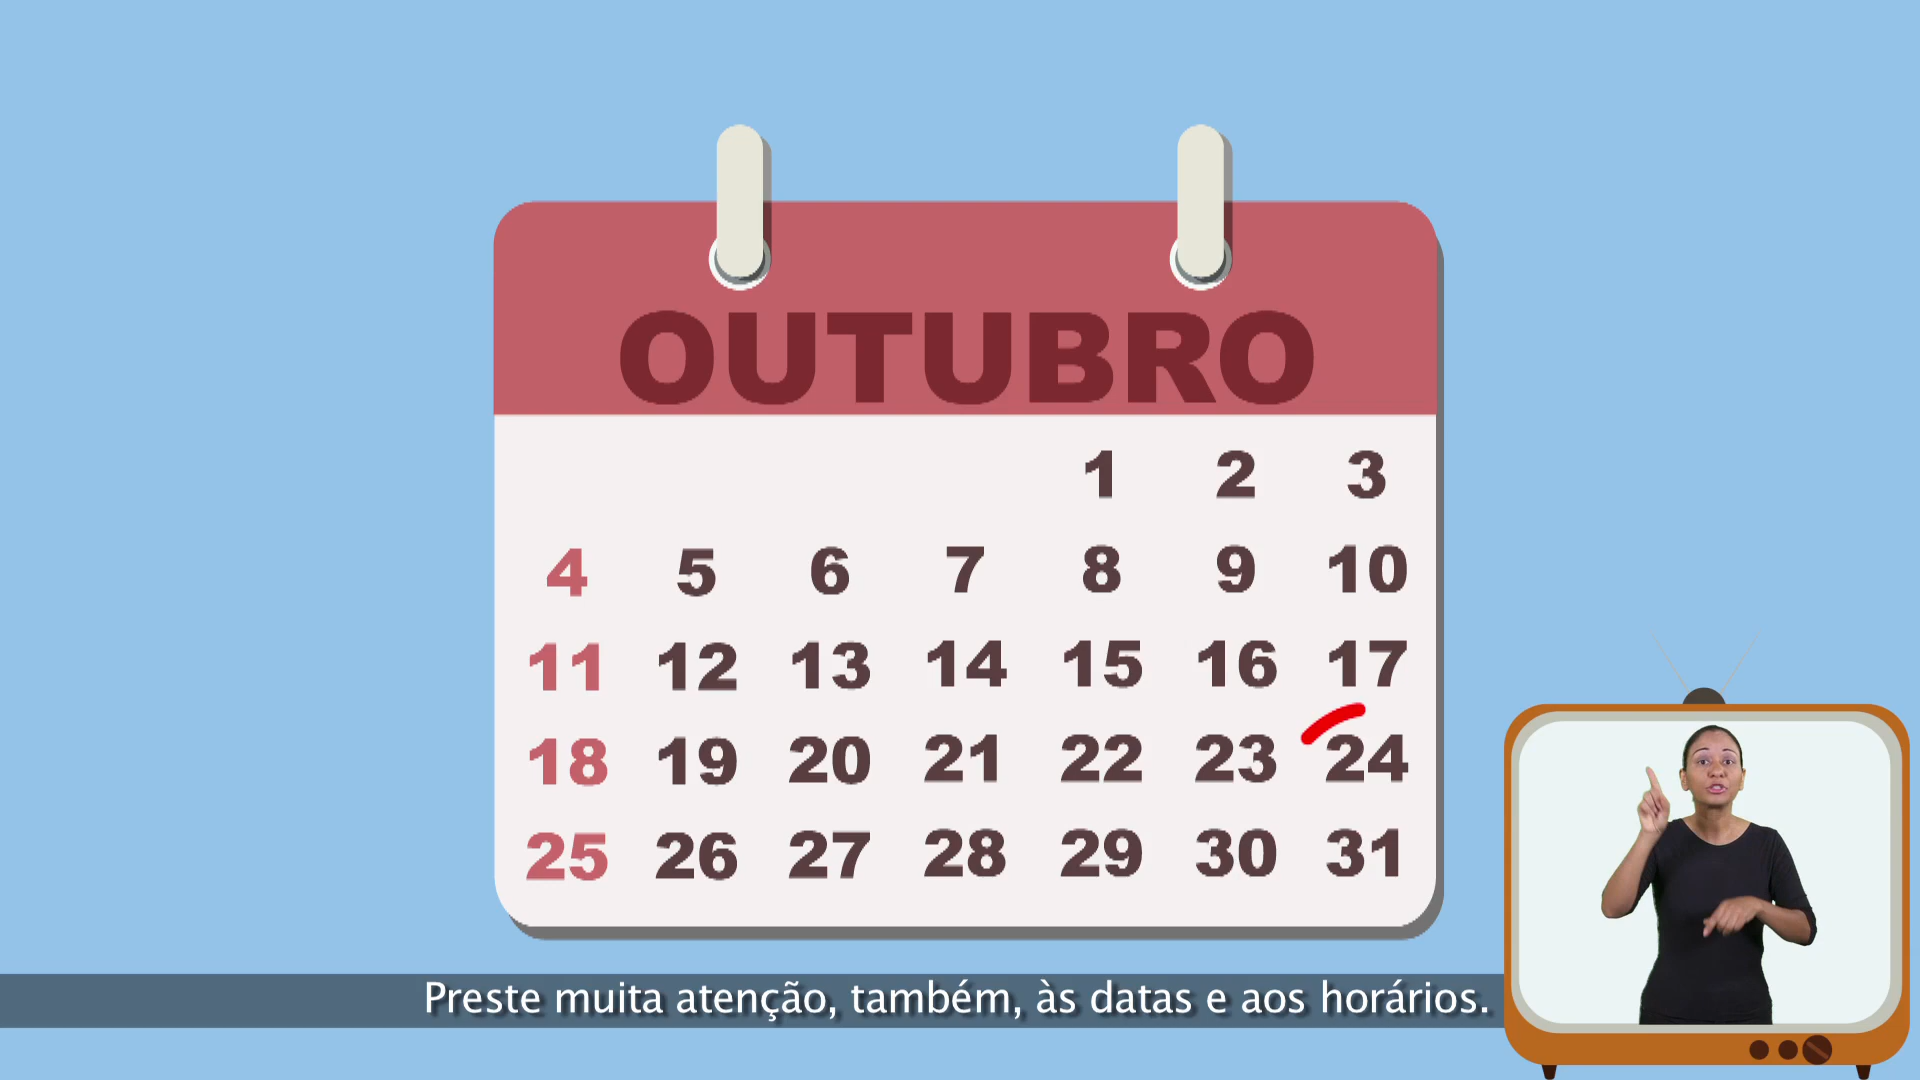 OUTUBRO
1 2 3
4 5 6 7 8 9 10
11 12 13 14 15 16 17
18 19 20 21 22 23 24
25 26 27 28 29 30 31
Preste muita atenção, também, às datas e aos horários.